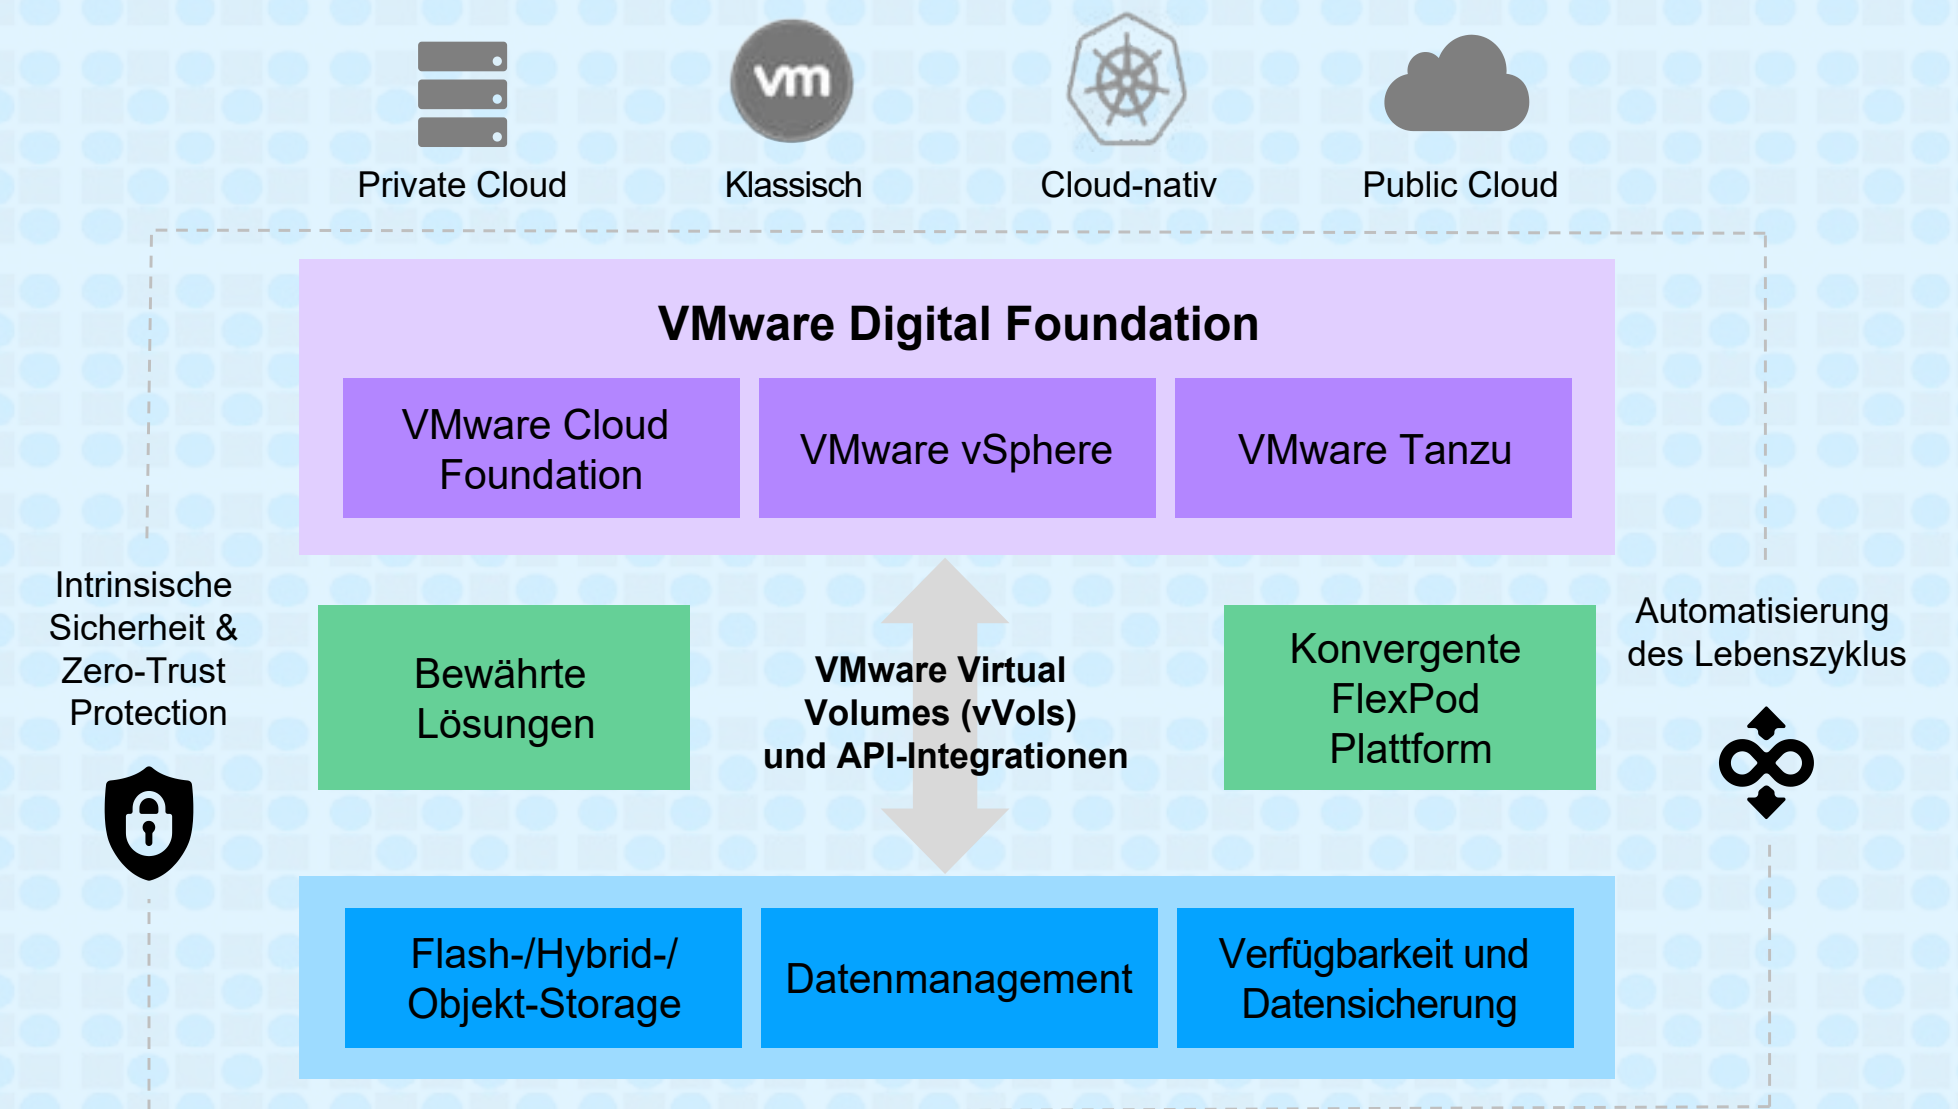 vm
Private Cloud
Klassisch
Cloud-nativ
Public Cloud
VMware Digital Foundation
VMware Cloud
Foundation
VMware vSphere
VMware Tanzu
Intrinsische
Sicherheit &
Zero-Trust
Protection
Bewährte
Lösungen
VMware Virtual
Volumes (vVols)
und API-Integrationen
Konvergente
FlexPod
Plattform
Automatisierung
des Lebenszyklus
Flash-/Hybrid-/
Objekt-Storage
Datenmanagement
Verfügbarkeit und
Datensicherung